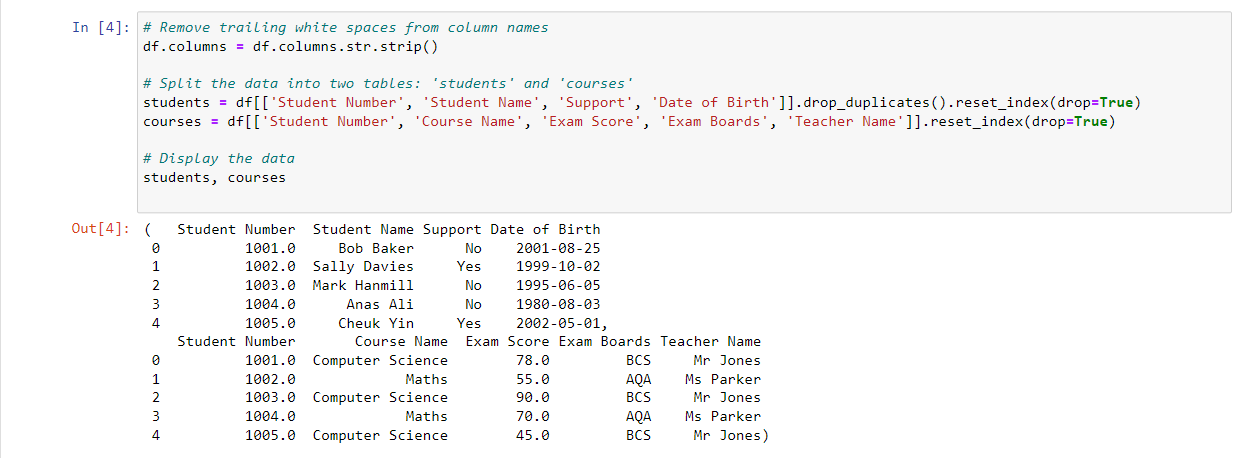 In [4]: # Remove trailing white spaces from column names
df.columns = df.columns.str.strip()
# Split the data into two tables: 'students' and 'courses'
students = df[['Student Number', 'Student Name', 'Support', 'Date of Birth']].drop_duplicates().reset_index(drop=True)
courses = df[['Student Number', 'Course Name', 'Exam Score', 'Exam Boards', 'Teacher Name']].reset_index(drop=True)
# Display the data
students, courses
Out[4]: (   Student Number  Student Name Support Date of Birth
0          1001.0     Bob Baker      No    2001-08-25
1          1002.0  Sally Davies     Yes    1999-10-02
2          1003.0  Mark Hanmill      No    1995-06-05
3          1004.0      Anas Ali      No    1980-08-03
4          1005.0     Cheuk Yin     Yes    2002-05-01,
Student Number       Course Name  Exam Score Exam Boards Teacher Name
0          1001.0  Computer Science        78.0         BCS     Mr Jones
1          1002.0             Maths        55.0         AQA    Ms Parker
2          1003.0  Computer Science        90.0         BCS     Mr Jones
3          1004.0             Maths        70.0         AQA    Ms Parker
4          1005.0  Computer Science        45.0         BCS     Mr Jones)